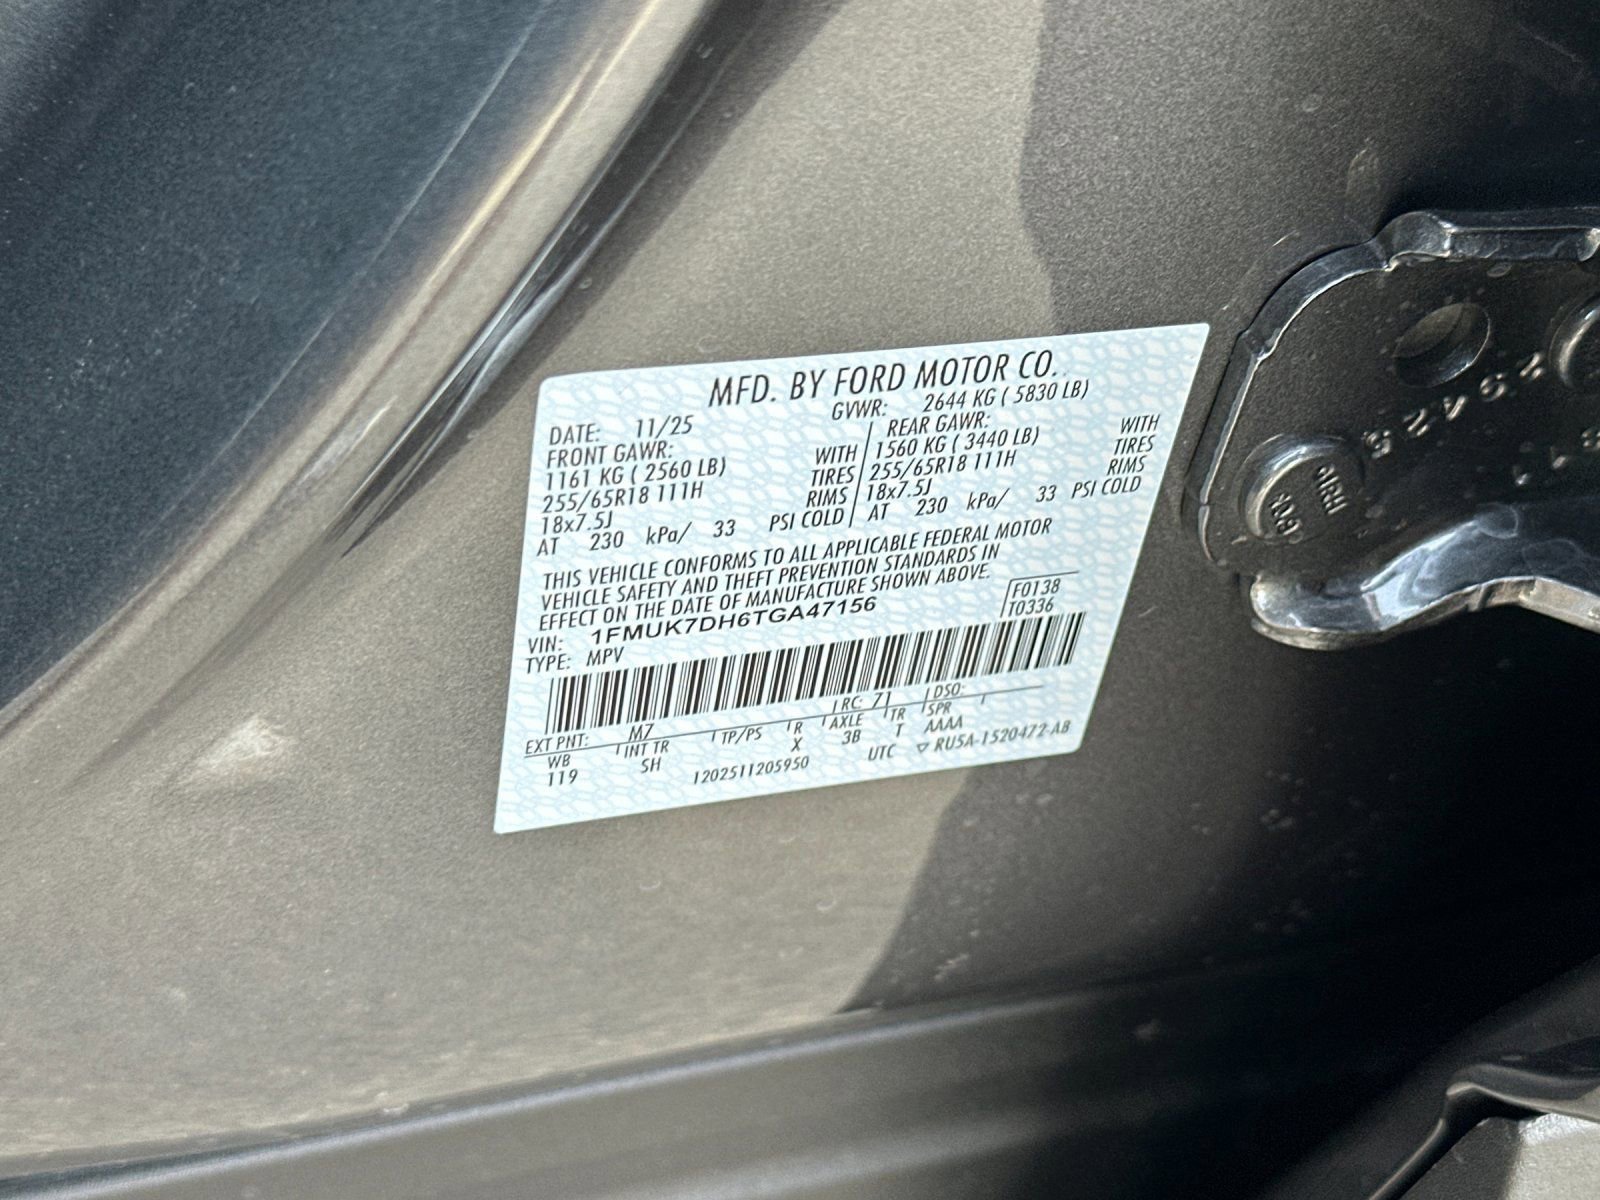 MFD. BY FORD MOTOR CO.
DATE: 11/25 GVWR: 2644 KG ( 5830 LB)
FRONT GAWR: REAR GAWR:
1161 KG ( 2560 LB) WITH 1560 KG ( 3440 LB) WITH
255/65R18 111H TIRES 255/65R18 111H TIRES
18x7.5J RIMS 18x7.5J RIMS
AT 230 kPa/ 33 PSI COLD AT 230 kPa/ 33 PSI COLD
THIS VEHICLE CONFORMS TO ALL APPLICABLE FEDERAL MOTOR
VEHICLE SAFETY AND THEFT PREVENTION STANDARDS IN
EFFECT ON THE DATE OF MANUFACTURE SHOWN ABOVE.
VIN: 1FMUK7DH6TGA47156 F0138
TYPE: MPV T0336
EXT PNT: M7 RC: 71 DSO:
WB INT TR TP/PS R AXLE TR SPR
119 SH X 3B T AAAA
1202511205950 UTC ▽ RU5A-1520472-AB
29425